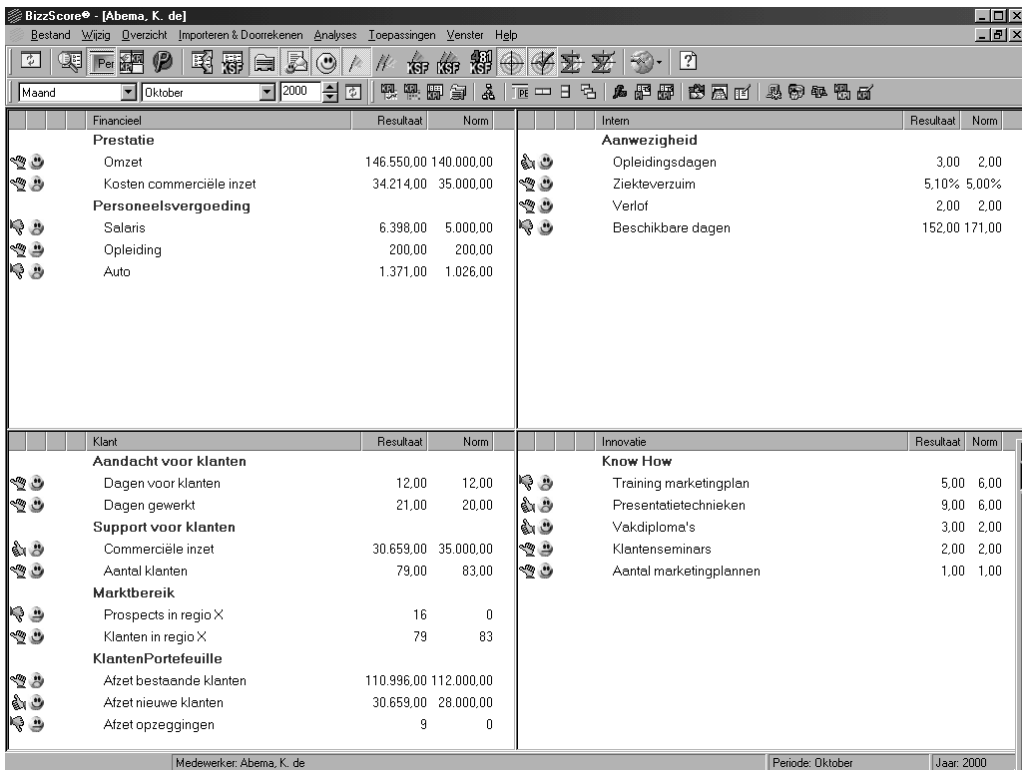 BizzScore® - [Abema, K. de]
Bestand Wijzig Overzicht Importeren & Doorrekenen Analyses Toepassingen Venster Help
Maand Oktober 2000
Financieel Resultaat Norm
Prestatie
Omzet 146.550,00 140.000,00
Kosten commerciële inzet 34.214,00 35.000,00
Personeelsvergoeding
Salaris 6.398,00 5.000,00
Opleiding 200,00 200,00
Auto 1.371,00 1.026,00
Intern Resultaat Norm
Aanwezigheid
Opleidingsdagen 3,00 2,00
Ziekteverzuim 5,10% 5,00%
Verlof 2,00 2,00
Beschikbare dagen 152,00 171,00
Klant Resultaat Norm
Aandacht voor klanten
Dagen voor klanten 12,00 12,00
Dagen gewerkt 21,00 20,00
Support voor klanten
Commerciële inzet 30.659,00 35.000,00
Aantal klanten 79,00 83,00
Marktbereik
Prospects in regio X 16 0
Klanten in regio X 79 83
KlantenPortefeuille
Afzet bestaande klanten 110.996,00 112.000,00
Afzet nieuwe klanten 30.659,00 28.000,00
Afzet opzeggingen 9 0
Innovatie Resultaat Norm
Know How
Training marketingplan 5,00 6,00
Presentatietechnieken 9,00 6,00
Vakdiploma's 3,00 2,00
Klantenseminars 2,00 2,00
Aantal marketingplannen 1,00 1,00
Medewerker: Abema, K. de Periode: Oktober Jaar: 2000